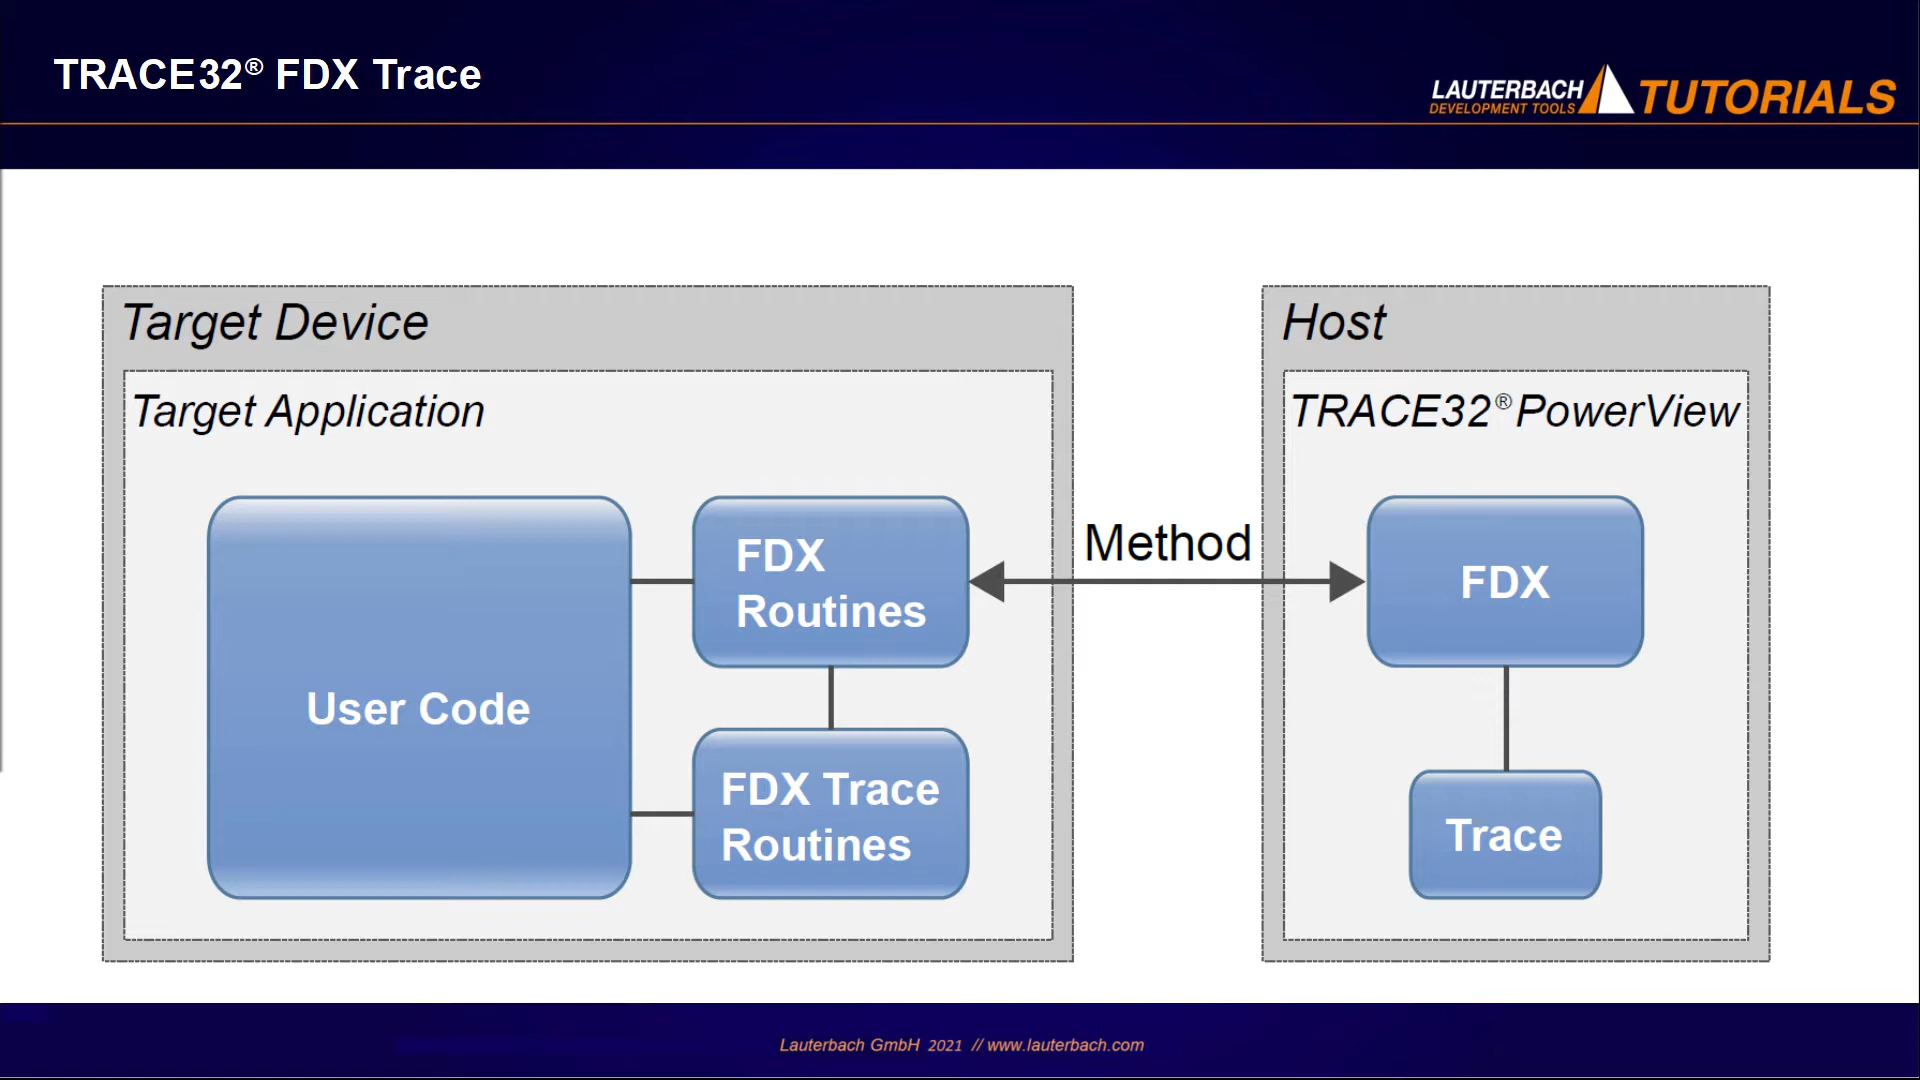 TRACE32® FDX Trace
LAUTERBACH
DEVELOPMENT TOOLS
TUTORIALS
Target Device
Target Application
User Code
FDX
Routines
FDX Trace
Routines
Method
Host
TRACE32® PowerView
FDX
Trace
Lauterbach GmbH 2021 // www.lauterbach.com